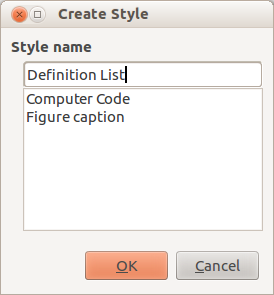 Create Style
Style name
Definition List
Computer Code
Figure caption
OK
Cancel